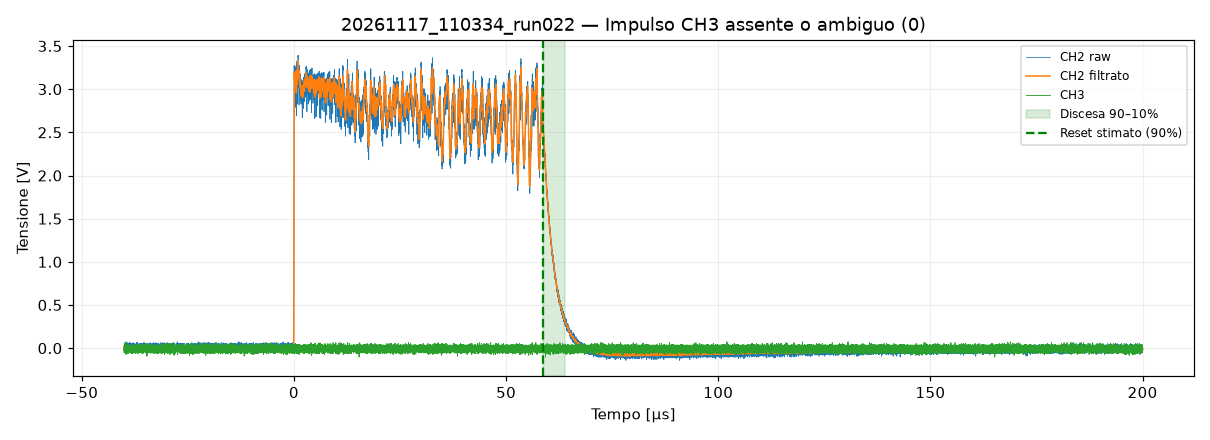 20261117_110334_run022 — Impulso CH3 assente o ambiguo (0)
Tensione [V]
3.5
3.0
2.5
2.0
1.5
1.0
0.5
0.0
CH2 raw
CH2 filtrato
CH3
Discesa 90–10%
Reset stimato (90%)
−50
0
50
100
150
200
Tempo [µs]